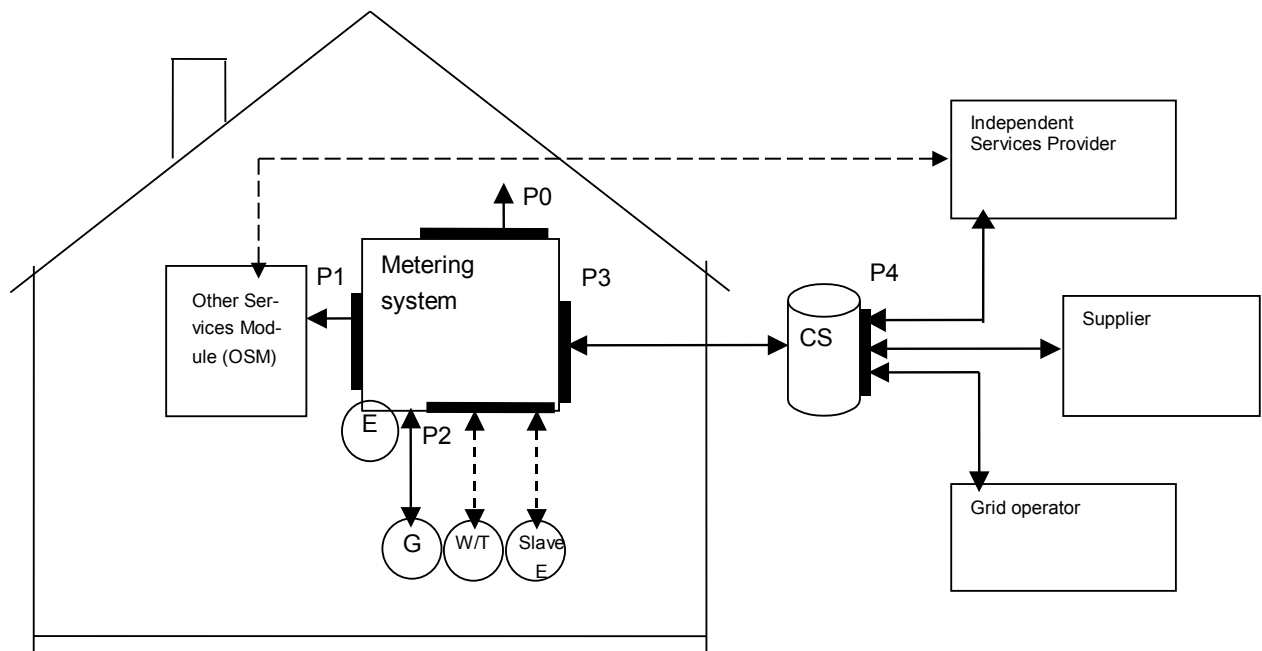 Independent
Services Provider
P0
P1
Metering
system
P3
P4
Other Ser-
vices Mod-
ule (OSM)
CS
Supplier
E
P2
G
W/T
Slave
E
Grid operator